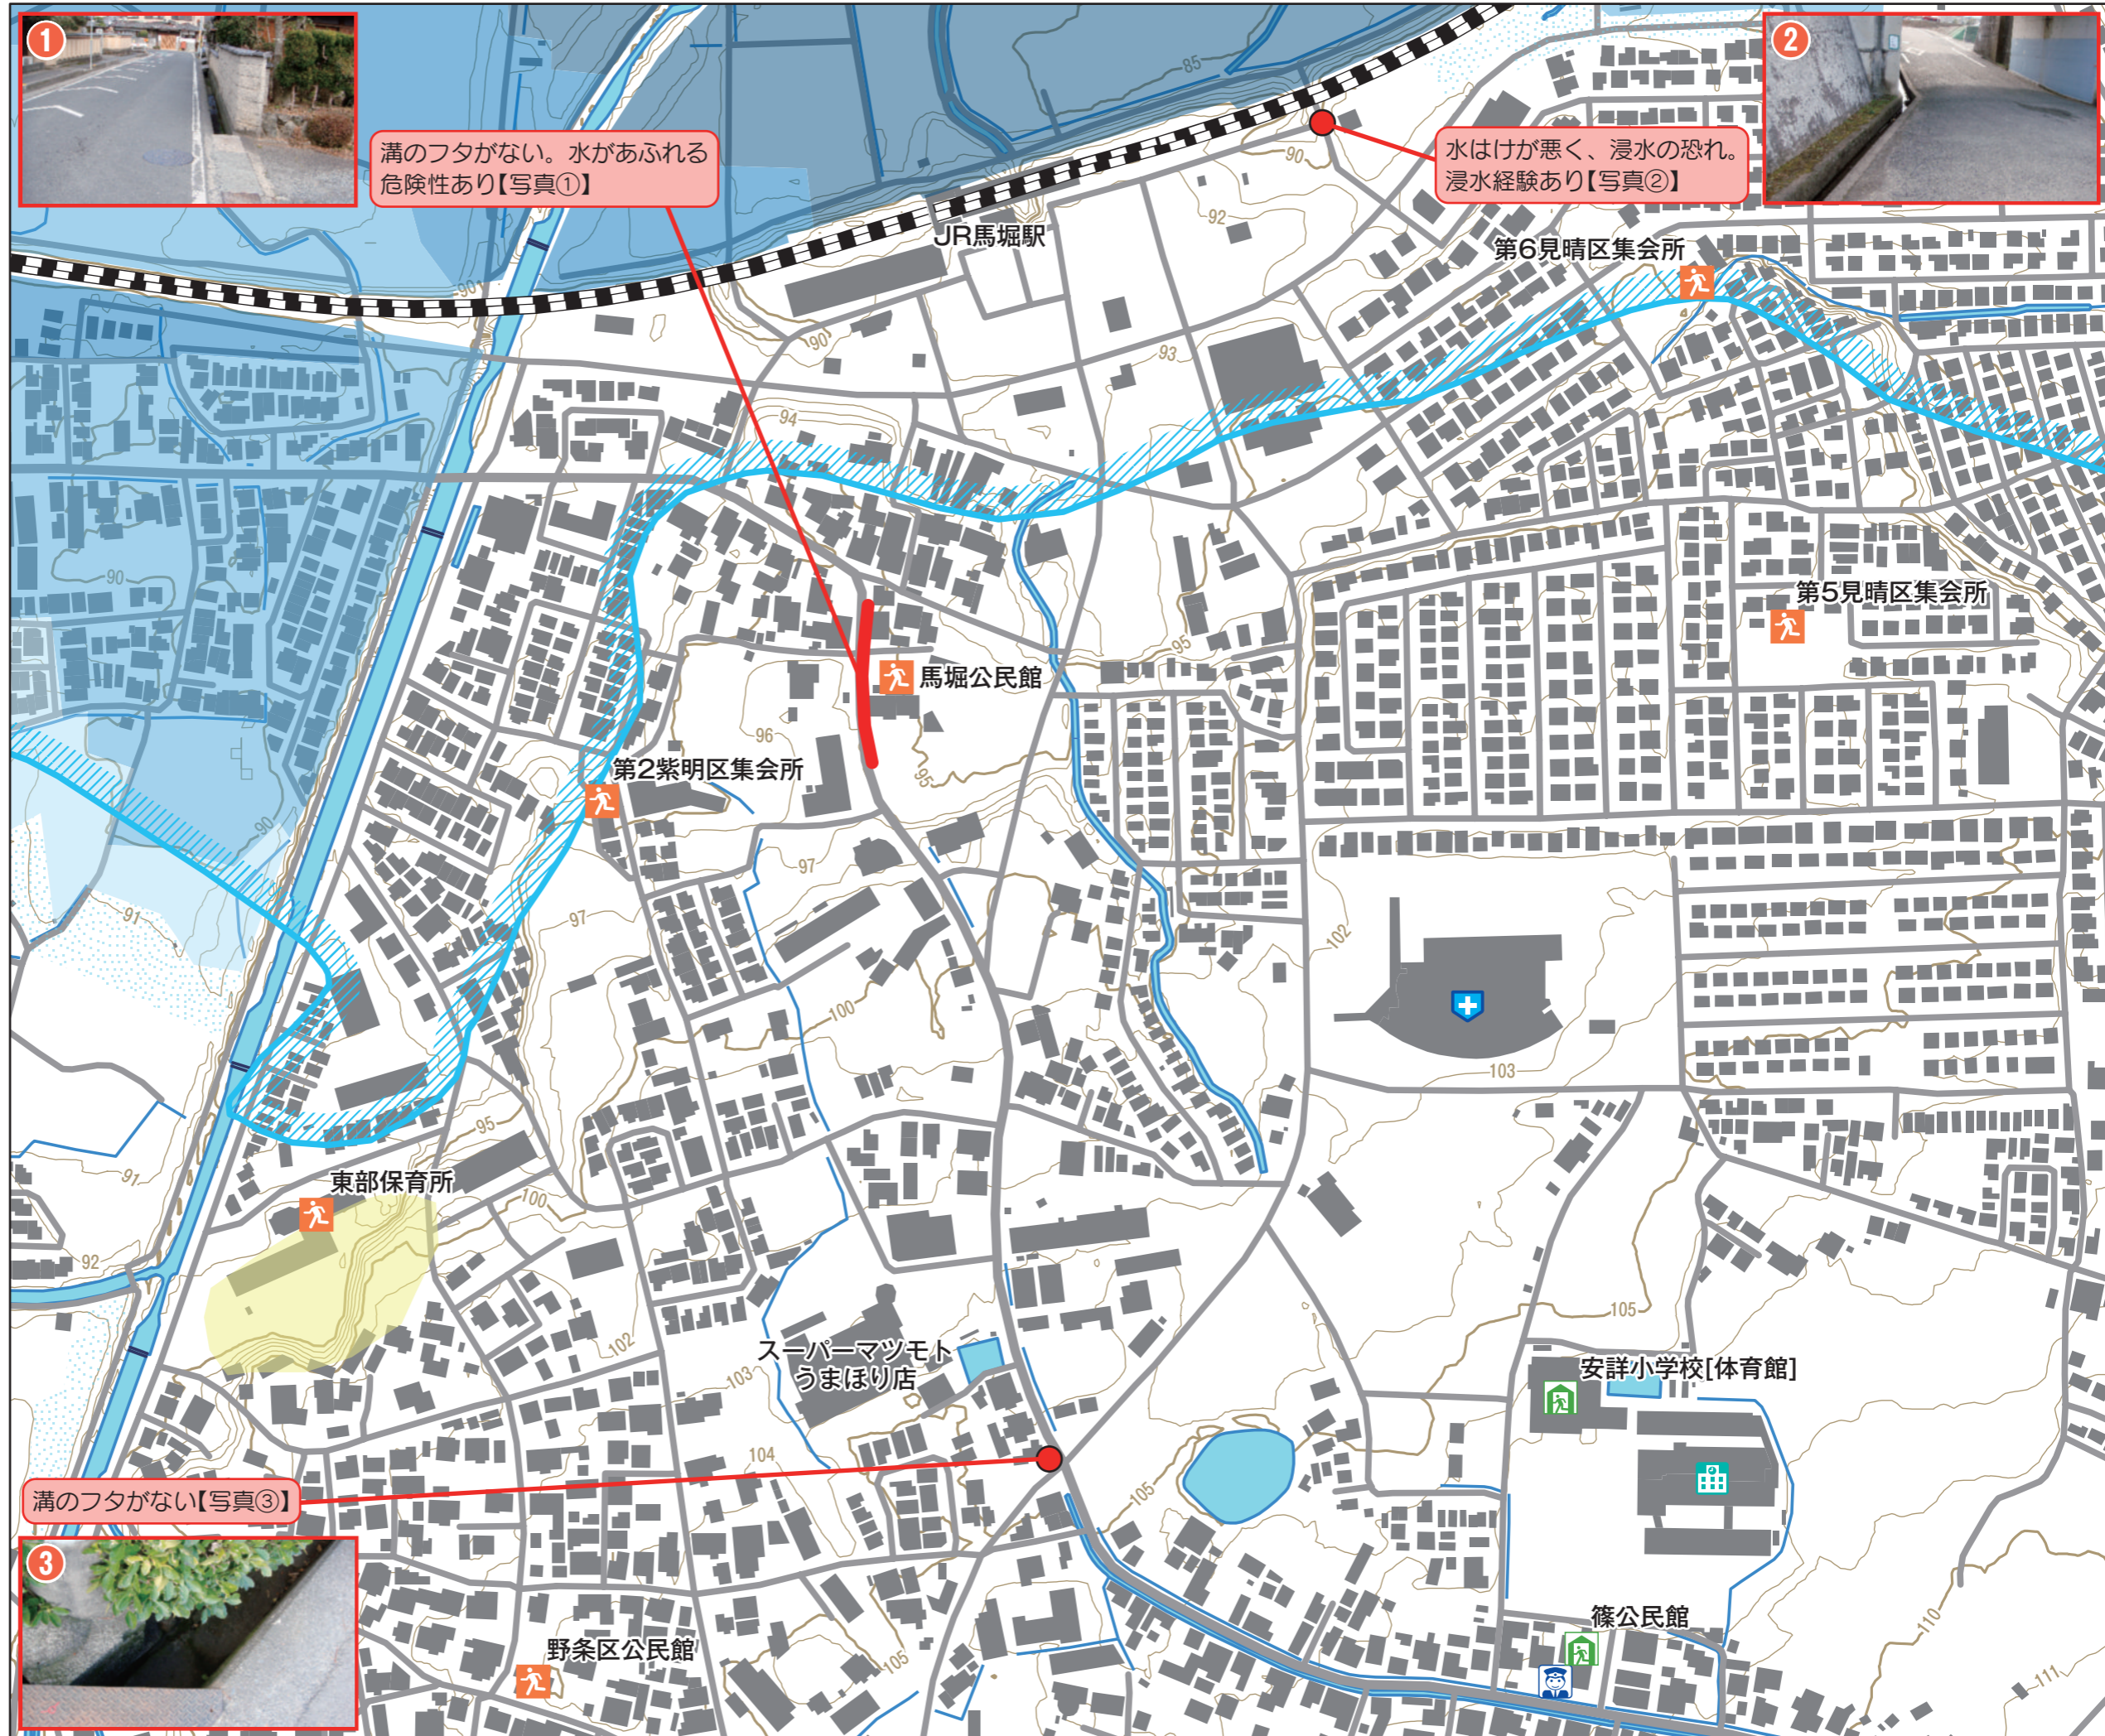 1
溝のフタがない。水があふれる
危険性あり【写真①】
2
水はけが悪く、浸水の恐れ。
浸水経験あり【写真②】
85
90
92
JR馬堀駅
第6見晴区集会所
90
90
93
94
90
第5見晴区集会所
95
馬堀公民館
96
95
第2紫明区集会所
90
97
91
97
102
100
103
95
91
東部保育所
100
92
105
102
スーパーマツモト
うまほり店
103
安詳小学校[体育館]
104
105
溝のフタがない【写真③】
3
篠公民館
野条区公民館
105
110
111